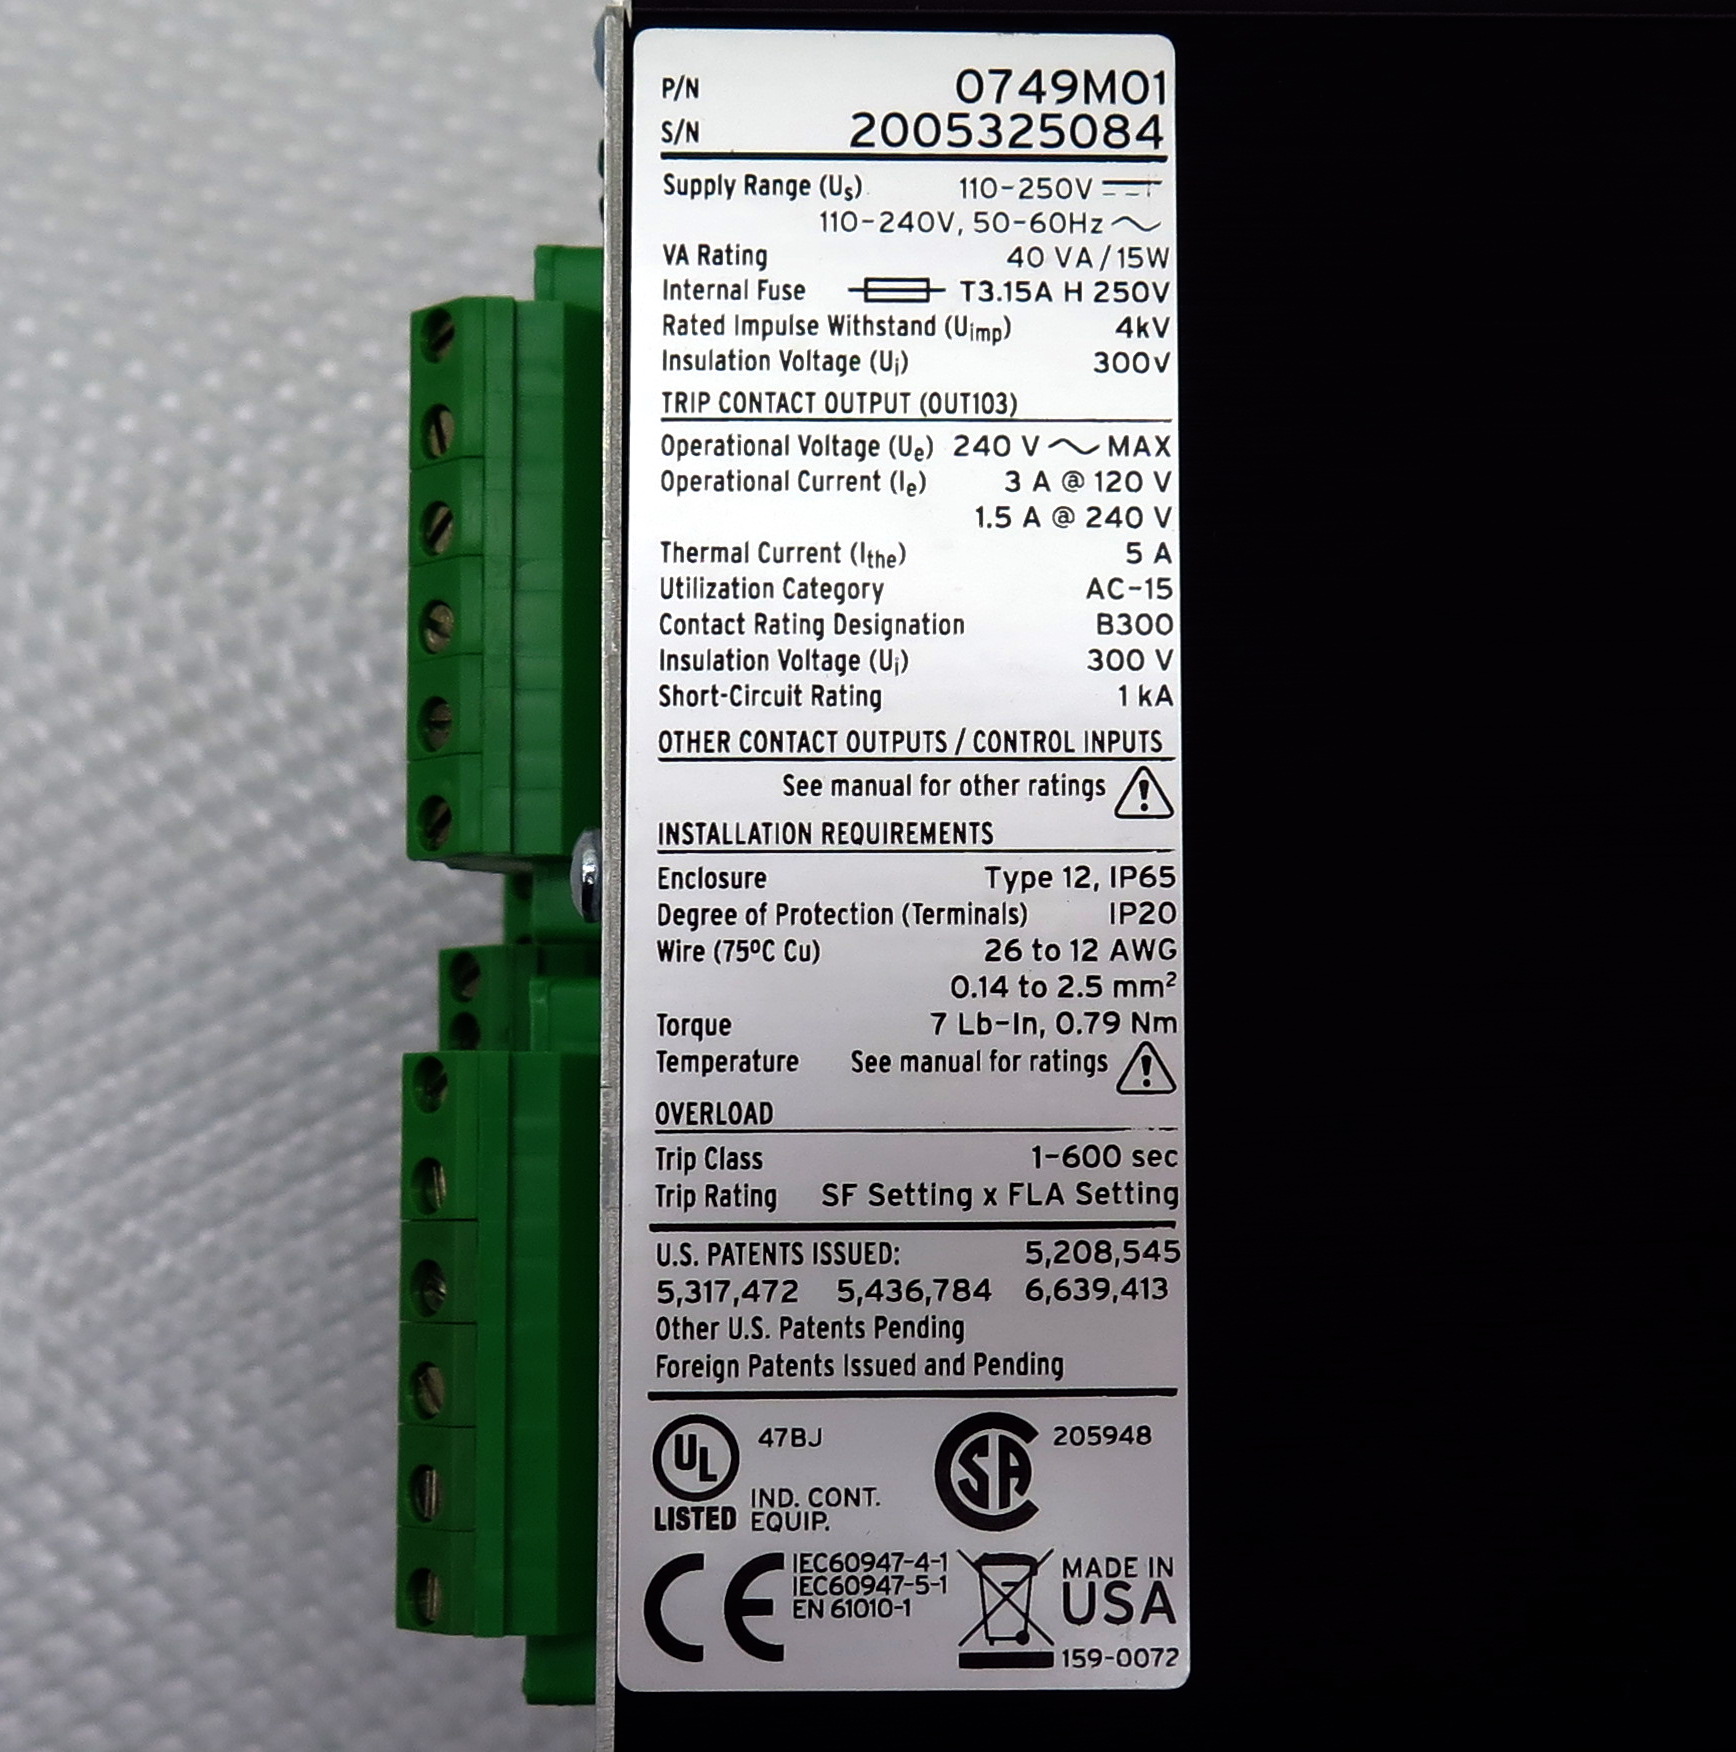 P/N 0749M01
S/N 2005325084
Supply Range (Us) 110-250V
110-240V, 50-60Hz
VA Rating 40 VA/15W
Internal Fuse T3.15A H 250V
Rated Impulse Withstand (Uimp) 4kV
Insulation Voltage (Ui) 300V
TRIP CONTACT OUTPUT (OUT103)
Operational Voltage (Ue) 240 V MAX
Operational Current (Ie) 3 A @ 120 V
1.5 A @ 240 V
Thermal Current (Ithe) 5 A
Utilization Category AC-15
Contact Rating Designation B300
Insulation Voltage (Ui) 300 V
Short-Circuit Rating 1 kA
OTHER CONTACT OUTPUTS / CONTROL INPUTS
See manual for other ratings
INSTALLATION REQUIREMENTS
Enclosure Type 12, IP65
Degree of Protection (Terminals) IP20
Wire (75ºC Cu) 26 to 12 AWG
0.14 to 2.5 mm²
Torque 7 Lb-In, 0.79 Nm
Temperature See manual for ratings
OVERLOAD
Trip Class 1-600 sec
Trip Rating SF Setting x FLA Setting
U.S. PATENTS ISSUED: 5,208,545
5,317,472 5,436,784 6,639,413
Other U.S. Patents Pending
Foreign Patents Issued and Pending
UL 47BJ SA 205948
IND. CONT.
LISTED EQUIP.
CE IEC60947-4-1
IEC60947-5-1
EN 61010-1
MADE IN
USA
159-0072